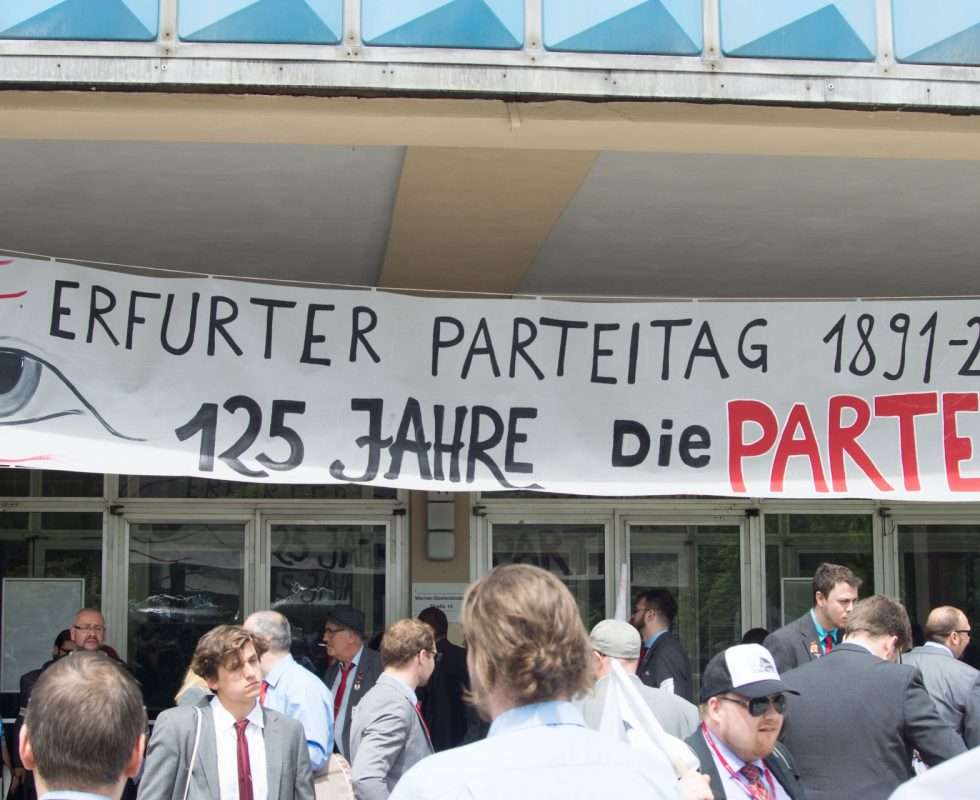 ERFURTER PARTEITAG 1891-2
125 JAHRE Die PARTE